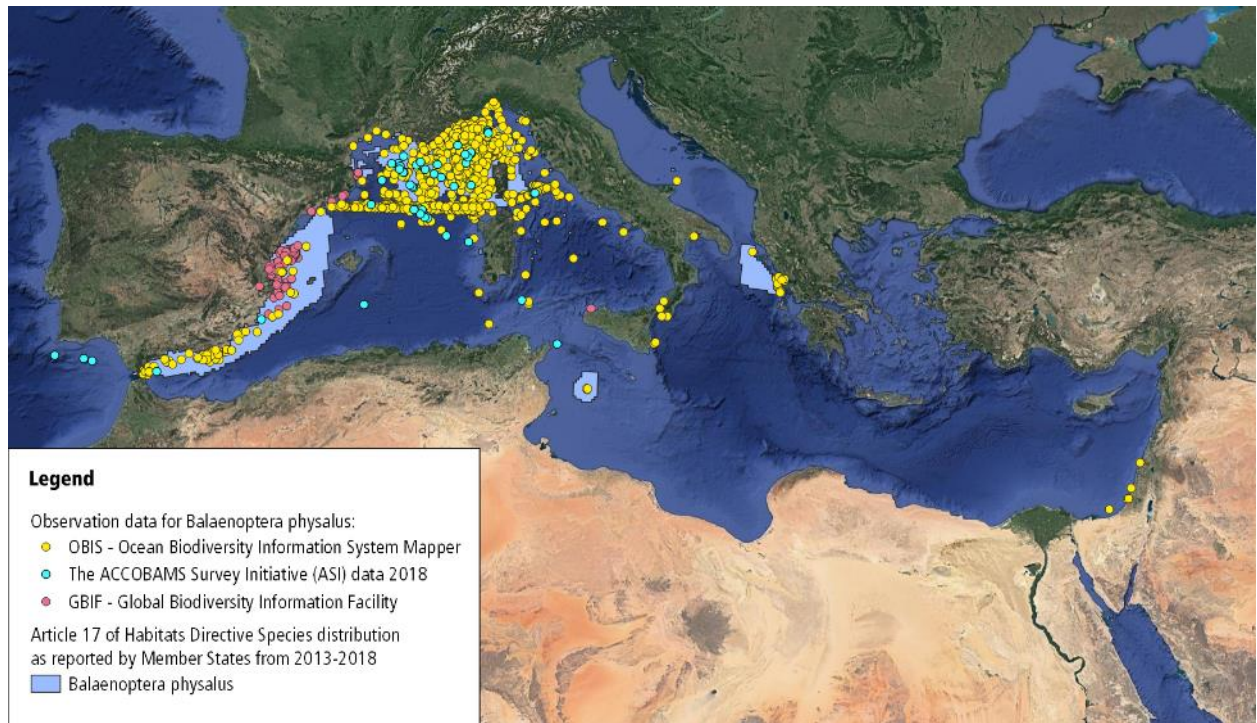 Legend
Observation data for Balaenoptera physalus:
OBIS - Ocean Biodiversity Information System Mapper
The ACCOBAMS Survey Initiative (ASI) data 2018
GBIF - Global Biodiversity Information Facility
Article 17 of Habitats Directive Species distribution
as reported by Member States from 2013-2018
Balaenoptera physalus